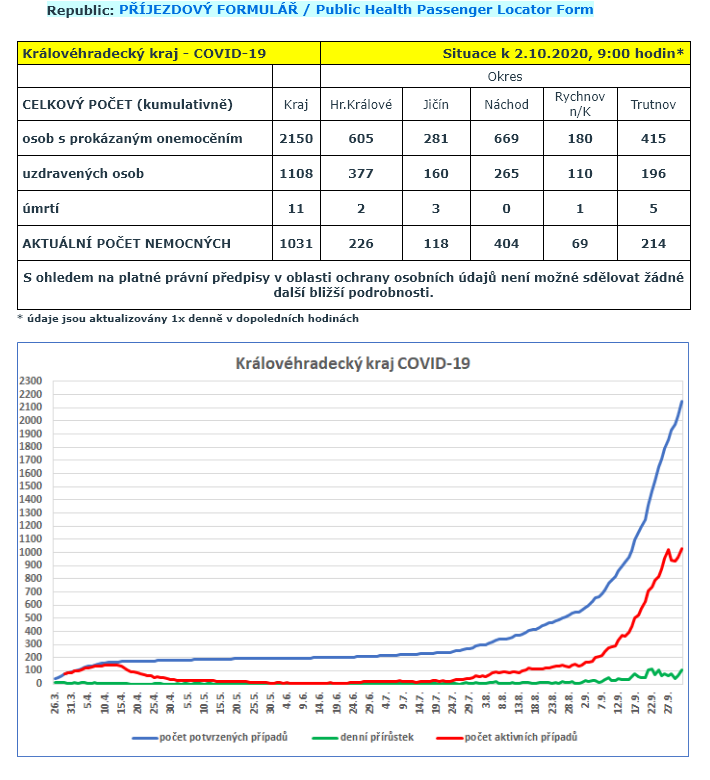 Republic: PŘÍJEZDOVÝ FORMULÁŘ / Public Health Passenger Locator Form
Královéhradecký kraj - COVID-19 Situace k 2.10.2020, 9:00 hodin*
Okres
CELKOVÝ POČET (kumulativně) Kraj Hr.Králové Jičín Náchod Rychnov n/K Trutnov
osob s prokázaným onemocěním 2150 605 281 669 180 415
uzdravených osob 1108 377 160 265 110 196
úmrtí 11 2 3 0 1 5
AKTUÁLNÍ POČET NEMOCNÝCH 1031 226 118 404 69 214
S ohledem na platné právní předpisy v oblasti ochrany osobních údajů není možné sdělovat žádné
další bližší podrobnosti.
* údaje jsou aktualizovány 1x denně v dopoledních hodinách
Královéhradecký kraj COVID-19
2300
2200
2100
2000
1900
1800
1700
1600
1500
1400
1300
1200
1100
1000
900
800
700
600
500
400
300
200
100
0
26.3. 31.3. 5.4. 10.4. 15.4. 20.4. 25.4. 30.4. 5.5. 10.5. 15.5. 20.5. 25.5. 30.5. 4.6. 9.6. 14.6. 19.6. 24.6. 29.6. 4.7. 9.7. 14.7. 19.7. 24.7. 29.7. 3.8. 8.8. 13.8. 18.8. 23.8. 28.8. 2.9. 7.9. 12.9. 17.9. 22.9. 27.9.
počet potvrzených případů denní přírůstek počet aktivních případů